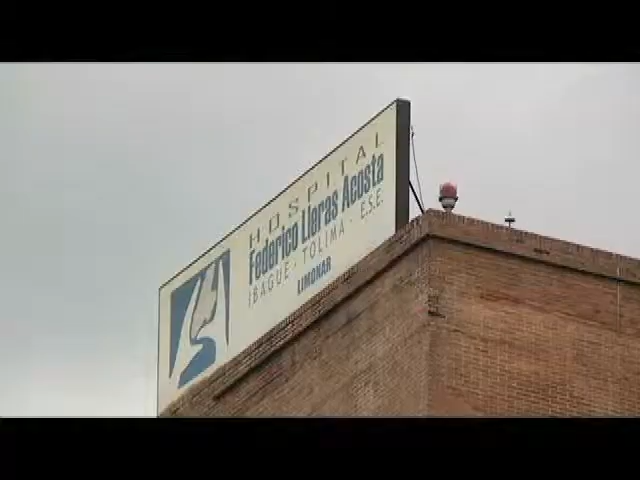 HOSPITAL
Federico Lleras Acosta
IBAGUE - TOLIMA - E.S.E.
LIMONAR